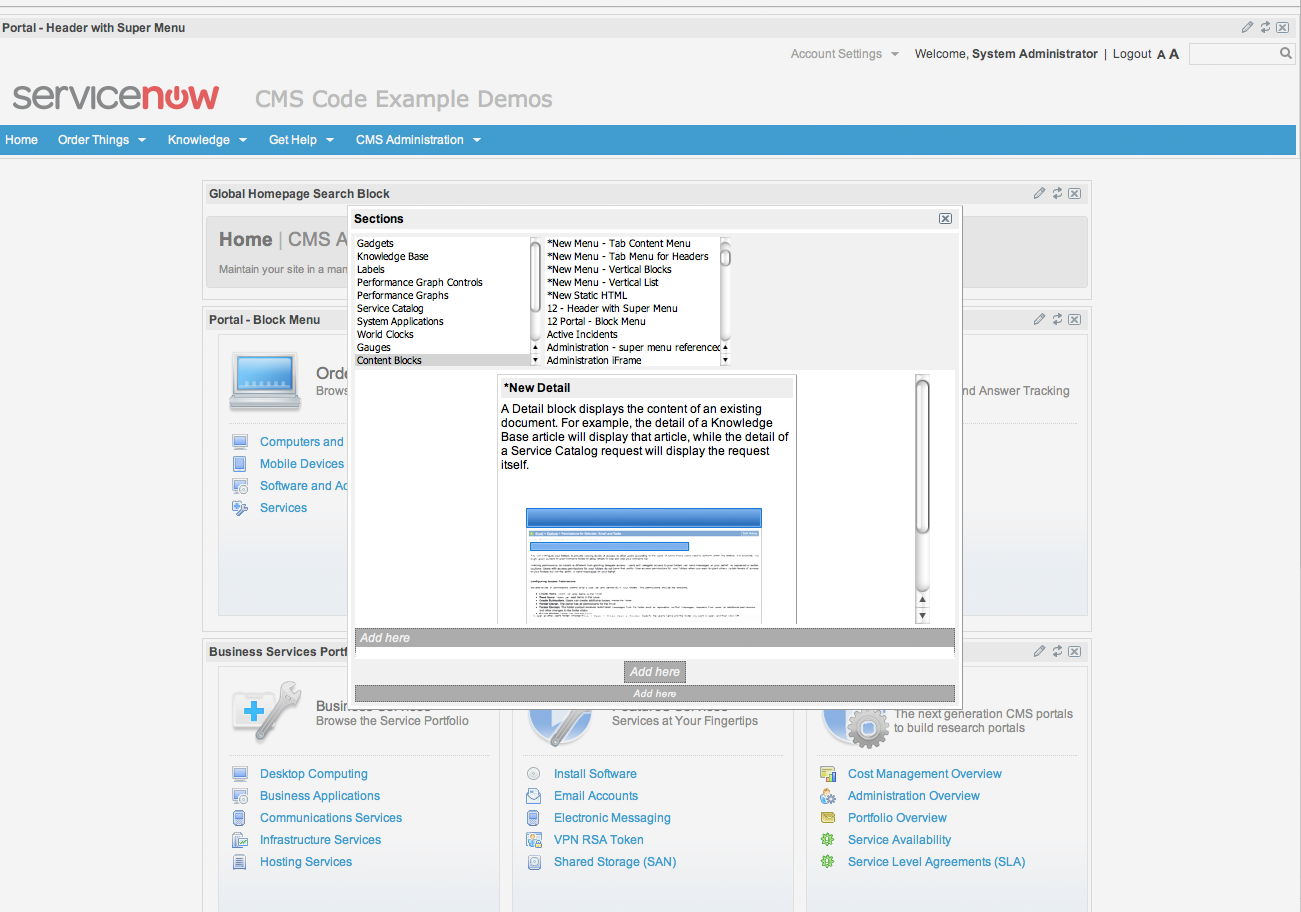 Portal - Header with Super Menu
Account Settings Welcome, System Administrator | Logout A A
servicenow CMS Code Example Demos
Home Order Things Knowledge Get Help CMS Administration
Global Homepage Search Block
Home | CMS A
Maintain your site in a man
Sections
Gadgets
Knowledge Base
Labels
Performance Graph Controls
Performance Graphs
Service Catalog
System Applications
World Clocks
Gauges
Content Blocks
*New Menu - Tab Content Menu
*New Menu - Tab Menu for Headers
*New Menu - Vertical Blocks
*New Menu - Vertical List
*New Static HTML
12 - Header with Super Menu
12 Portal - Block Menu
Active Incidents
Administration - super menu referenced
Administration iFrame
*New Detail
A Detail block displays the content of an existing
document. For example, the detail of a Knowledge
Base article will display that article, while the detail of
a Service Catalog request will display the request
itself.
Add here
Add here
Add here
Portal - Block Menu
Orde
Brows
nd Answer Tracking
Computers and
Mobile Devices
Software and Ac
Services
Business Services Portf
Business Services
Browse the Service Portfolio
Desktop Computing
Business Applications
Communications Services
Infrastructure Services
Hosting Services
Featured Services
Services at Your Fingertips
Install Software
Email Accounts
Electronic Messaging
VPN RSA Token
Shared Storage (SAN)
The next generation CMS portals
to build research portals
Cost Management Overview
Administration Overview
Portfolio Overview
Service Availability
Service Level Agreements (SLA)